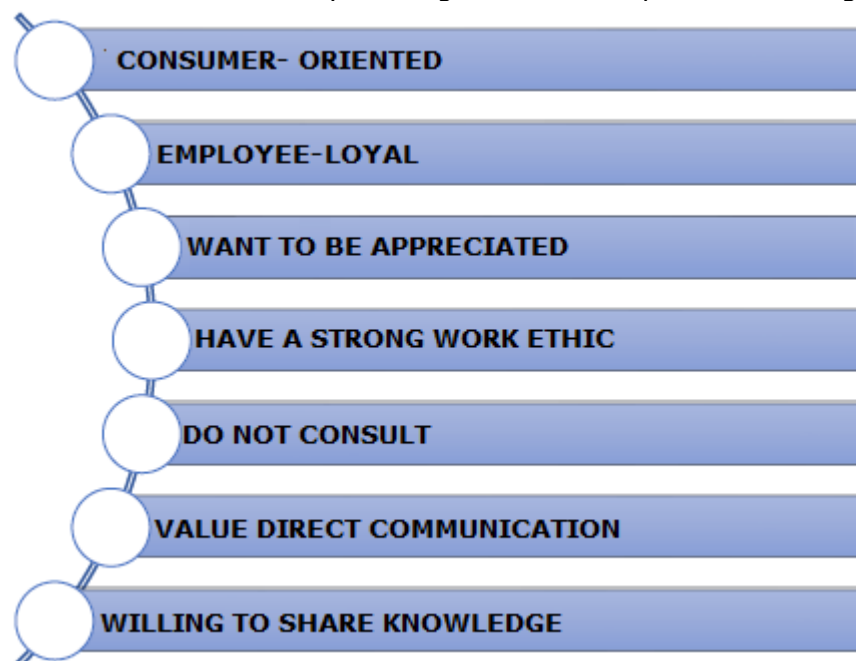 CONSUMER- ORIENTED
EMPLOYEE-LOYAL
WANT TO BE APPRECIATED
HAVE A STRONG WORK ETHIC
DO NOT CONSULT
VALUE DIRECT COMMUNICATION
WILLING TO SHARE KNOWLEDGE